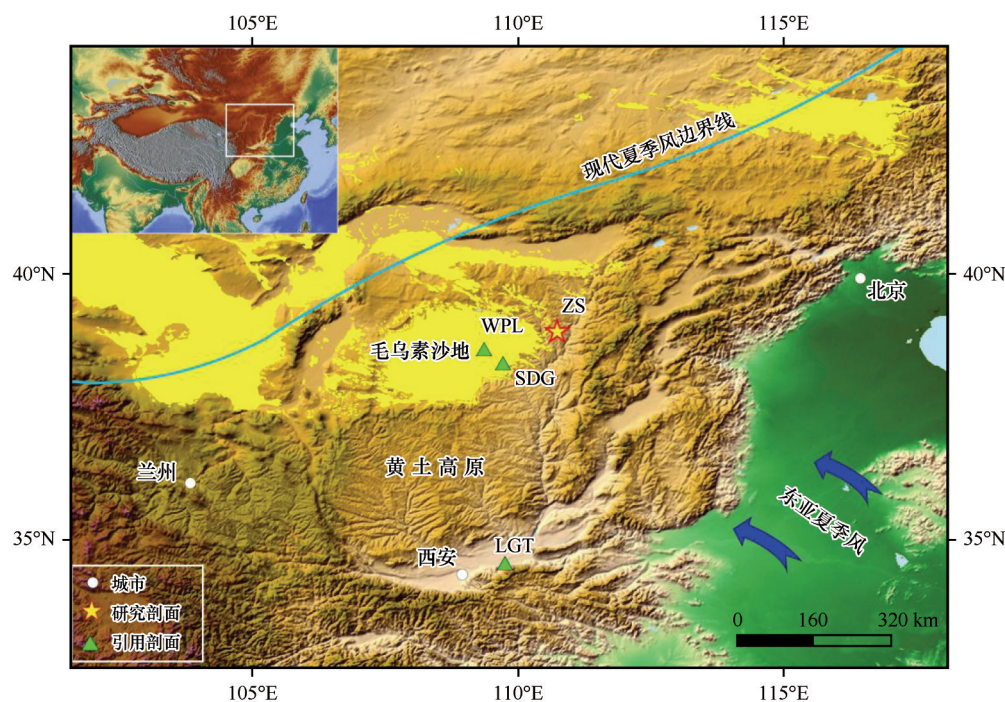 105°E 110°E 115°E
现代夏季风边界线
40°N 40°N
北京
ZS
WPL
毛乌素沙地
SDG
兰州
黄土高原
东亚夏季风
35°N 35°N
西安
LGT
城市
研究剖面
引用剖面
0 160 320 km
105°E 110°E 115°E